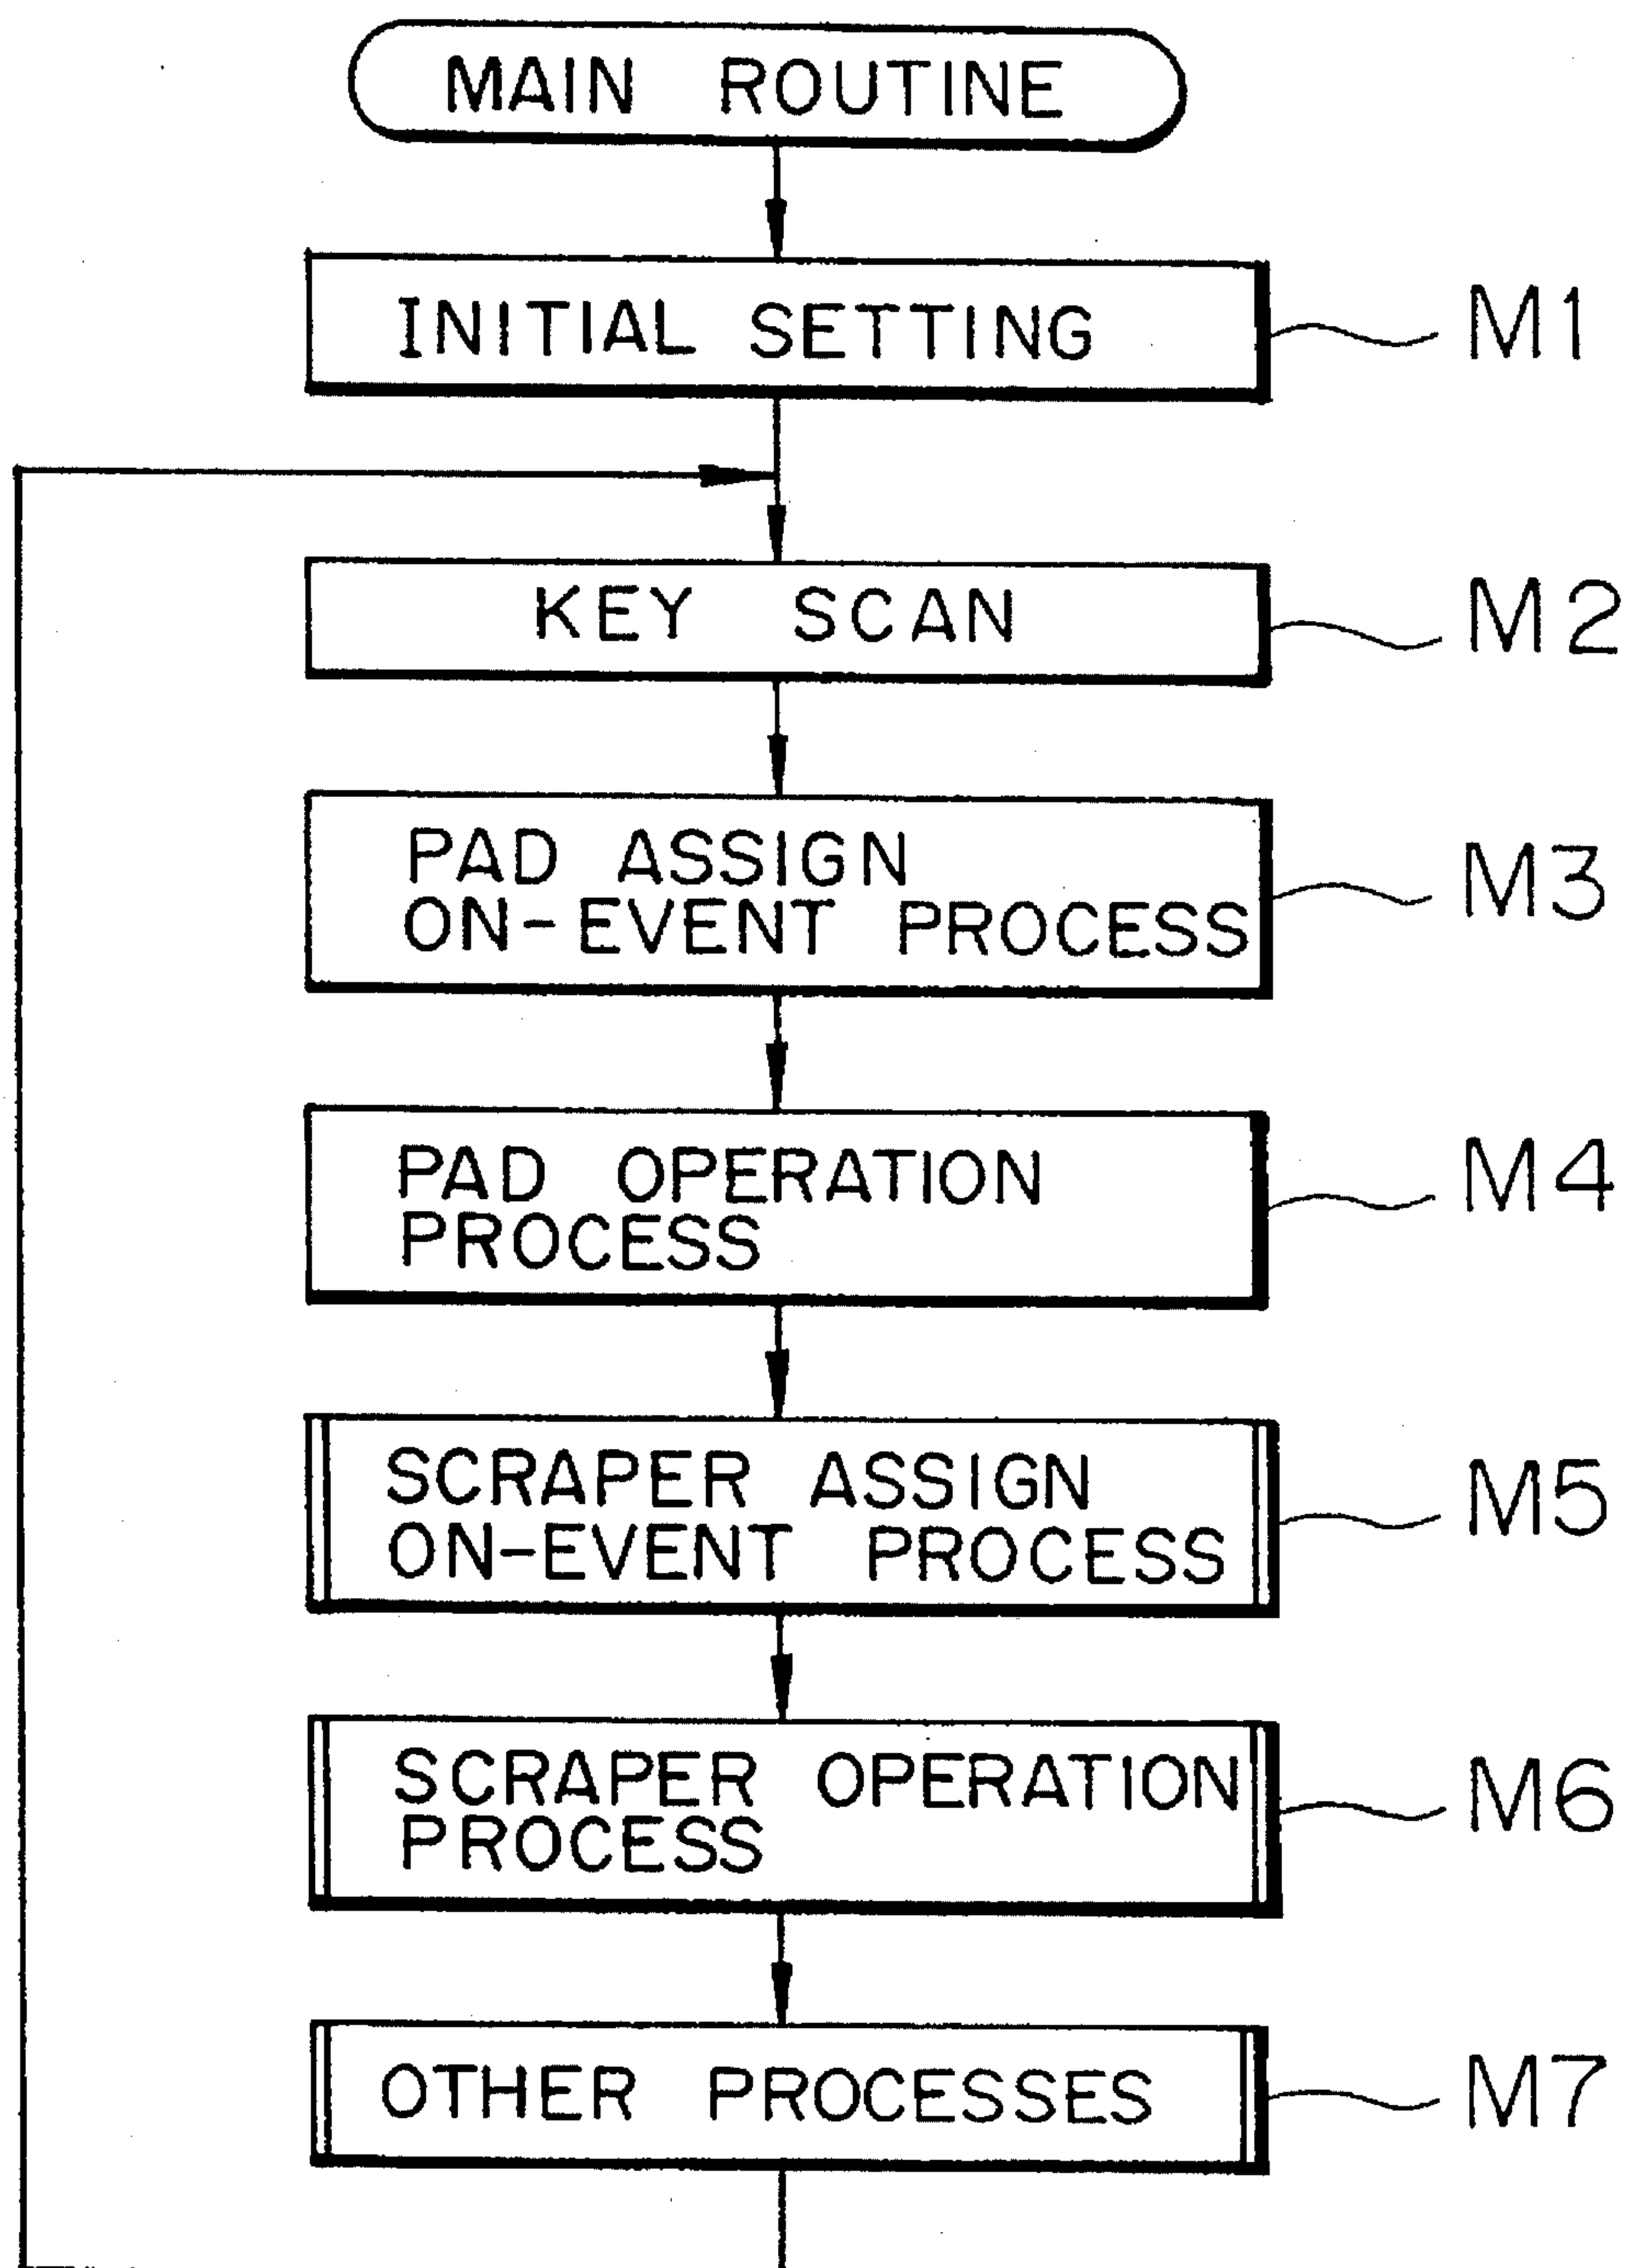 MAIN ROUTINE
INITIAL SETTING
M1
KEY SCAN
M2
PAD ASSIGN
ON-EVENT PROCESS
M3
PAD OPERATION
PROCESS
M4
SCRAPER ASSIGN
ON-EVENT PROCESS
M5
SCRAPER OPERATION
PROCESS
M6
OTHER PROCESSES
M7